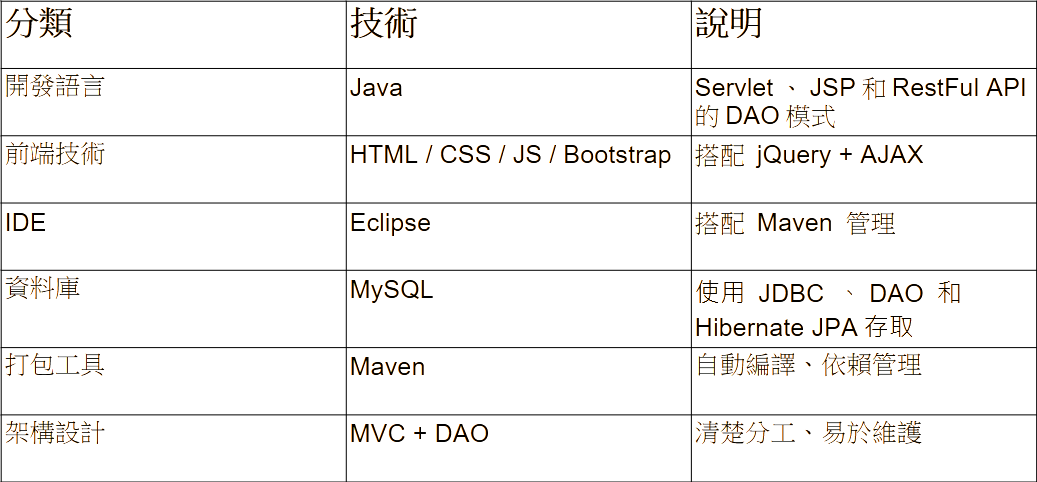 分類 技術 說明
開發語言 Java Servlet 、 JSP 和 RestFul API
的 DAO 模式
前端技術 HTML / CSS / JS / Bootstrap 搭配 jQuery + AJAX
IDE Eclipse 搭配 Maven 管理
資料庫 MySQL 使用 JDBC 、 DAO 和
Hibernate JPA 存取
打包工具 Maven 自動編譯、依賴管理
架構設計 MVC + DAO 清楚分工、易於維護